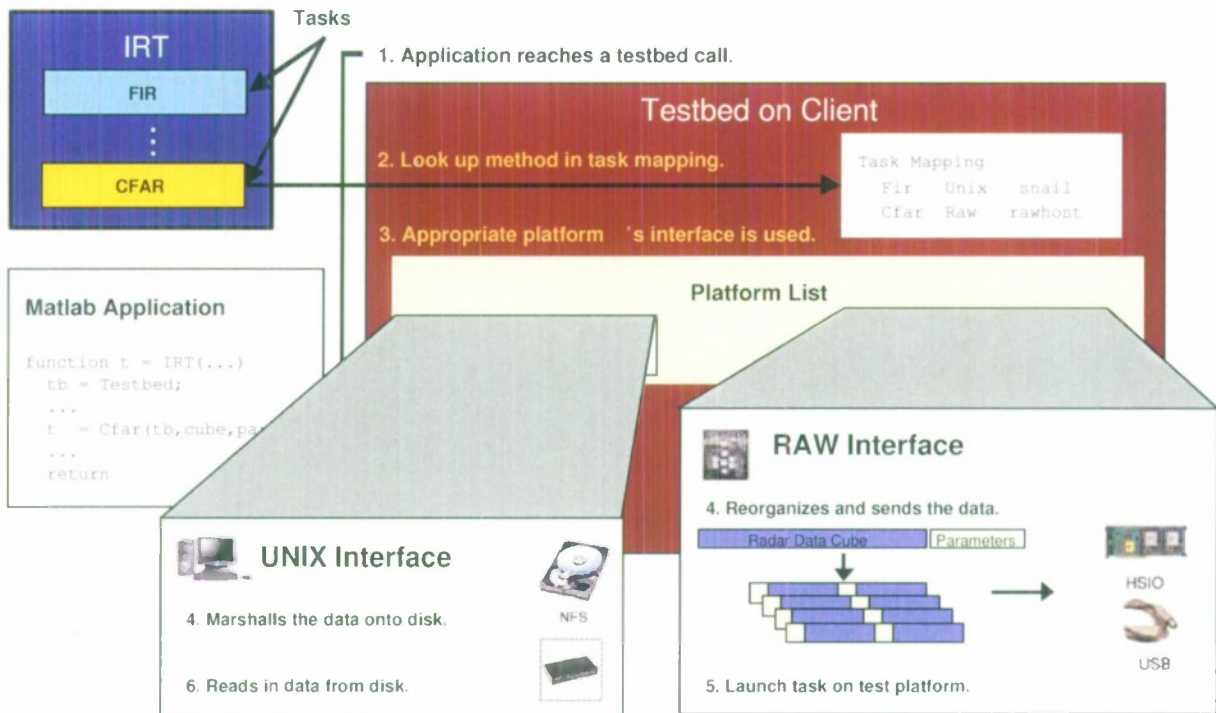 Tasks
IRT
FIR
CFAR
1. Application reaches a testbed call.
Testbed on Client
2. Look up method in task mapping.
Task Mapping
Fir Unix snail
Cfar Raw rawhost
3. Appropriate platform 's interface is used.
Platform List
Matlab Application
function t = IRT(...)
tb = Testbed;
...
t = Cfar(tb,cube,par
...
return
UNIX Interface
4. Marshalls the data onto disk.
NFS
6. Reads in data from disk.
RAW Interface
4. Reorganizes and sends the data.
Radar Data Cube
Parameters
HSIO
USB
5. Launch task on test platform.